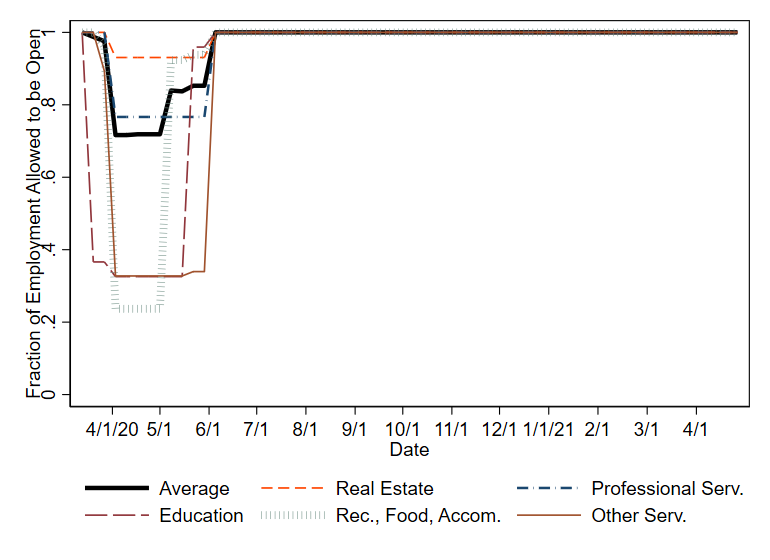 Fraction of Employment Allowed to be Open
1
.8
.6
.4
.2
0
4/1/20 5/1 6/1 7/1 8/1 9/1 10/1 11/1 12/1 1/1/21 2/1 3/1 4/1
Date
Average Real Estate Professional Serv.
Education Rec., Food, Accom. Other Serv.